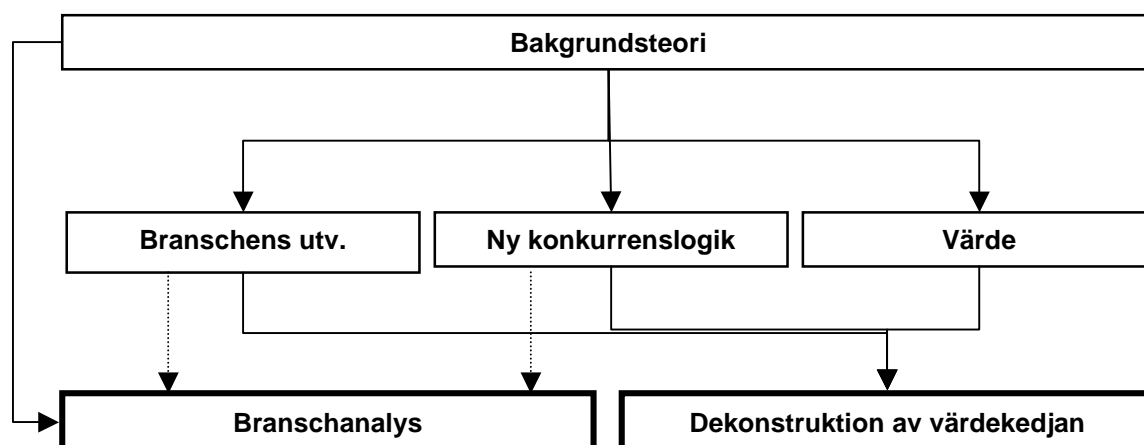 Bakgrundsteori
Branschens utv.
Ny konkurrenslogik
Värde
Branschanalys
Dekonstruktion av värdekedjan